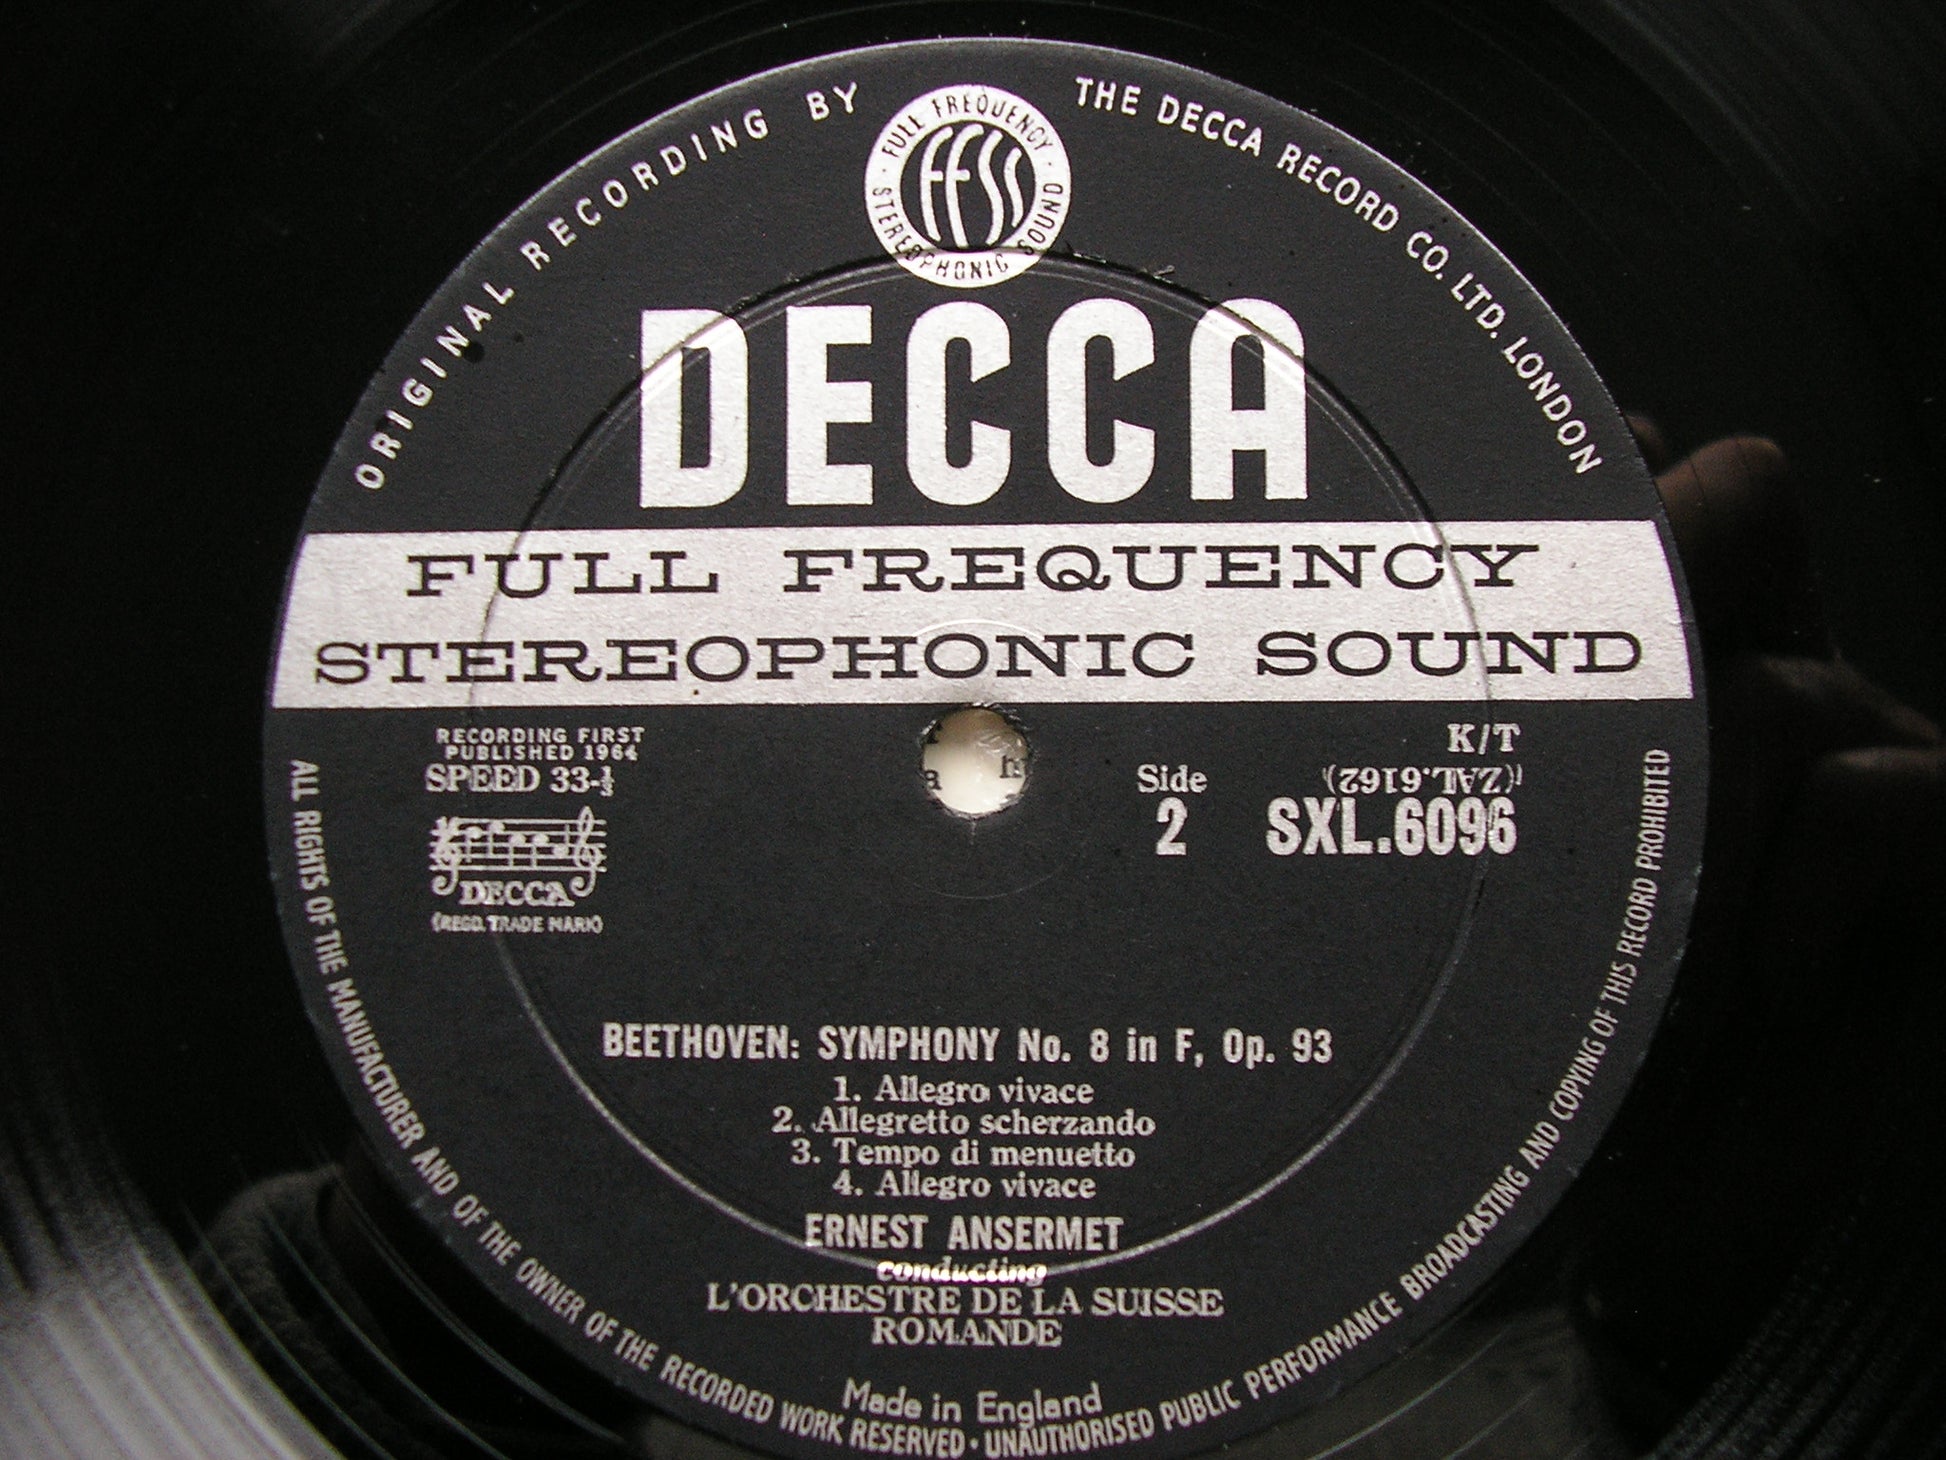 ORIGINAL RECORDING BY
THE DECCA RECORD CO. LTD. LONDON
FULL FREQUENCY
FFSS
STEREOPHONIC SOUND
DECCA
FULL FREQUENCY
STEREOPHONIC SOUND
RECORDING FIRST
PUBLISHED 1964
SPEED 33-⅓
DECCA
(REGD. TRADE MARK)
K/T
(ZAL.6162)
Side
2
SXL.6096
BEETHOVEN: SYMPHONY No. 8 in F, Op. 93
1. Allegro vivace
2. Allegretto scherzando
3. Tempo di menuetto
4. Allegro vivace
ERNEST ANSERMET
conducting
L'ORCHESTRE DE LA SUISSE
ROMANDE
Made in England
ALL RIGHTS OF THE MANUFACTURER AND OF THE OWNER OF THE RECORDED WORK RESERVED · UNAUTHORISED PUBLIC PERFORMANCE BROADCASTING AND COPYING OF THIS RECORD PROHIBITED